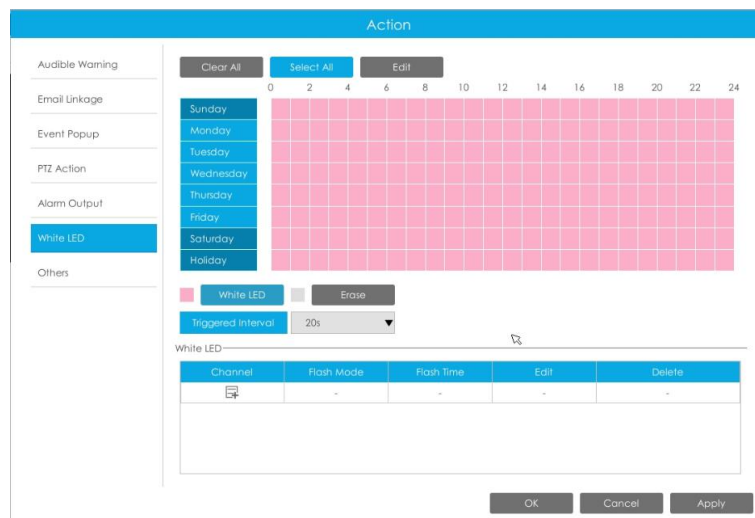 Action
Audible Warning
Email Linkage
Event Popup
PTZ Action
Alarm Output
White LED
Others
Clear All Select All Edit
0 2 4 6 8 10 12 14 16 18 20 22 24
Sunday
Monday
Tuesday
Wednesday
Thursday
Friday
Saturday
Holiday
White LED Erase
Triggered Interval 20s
White LED
Channel Flash Mode Flash Time Edit Delete
- - - -
OK Cancel Apply